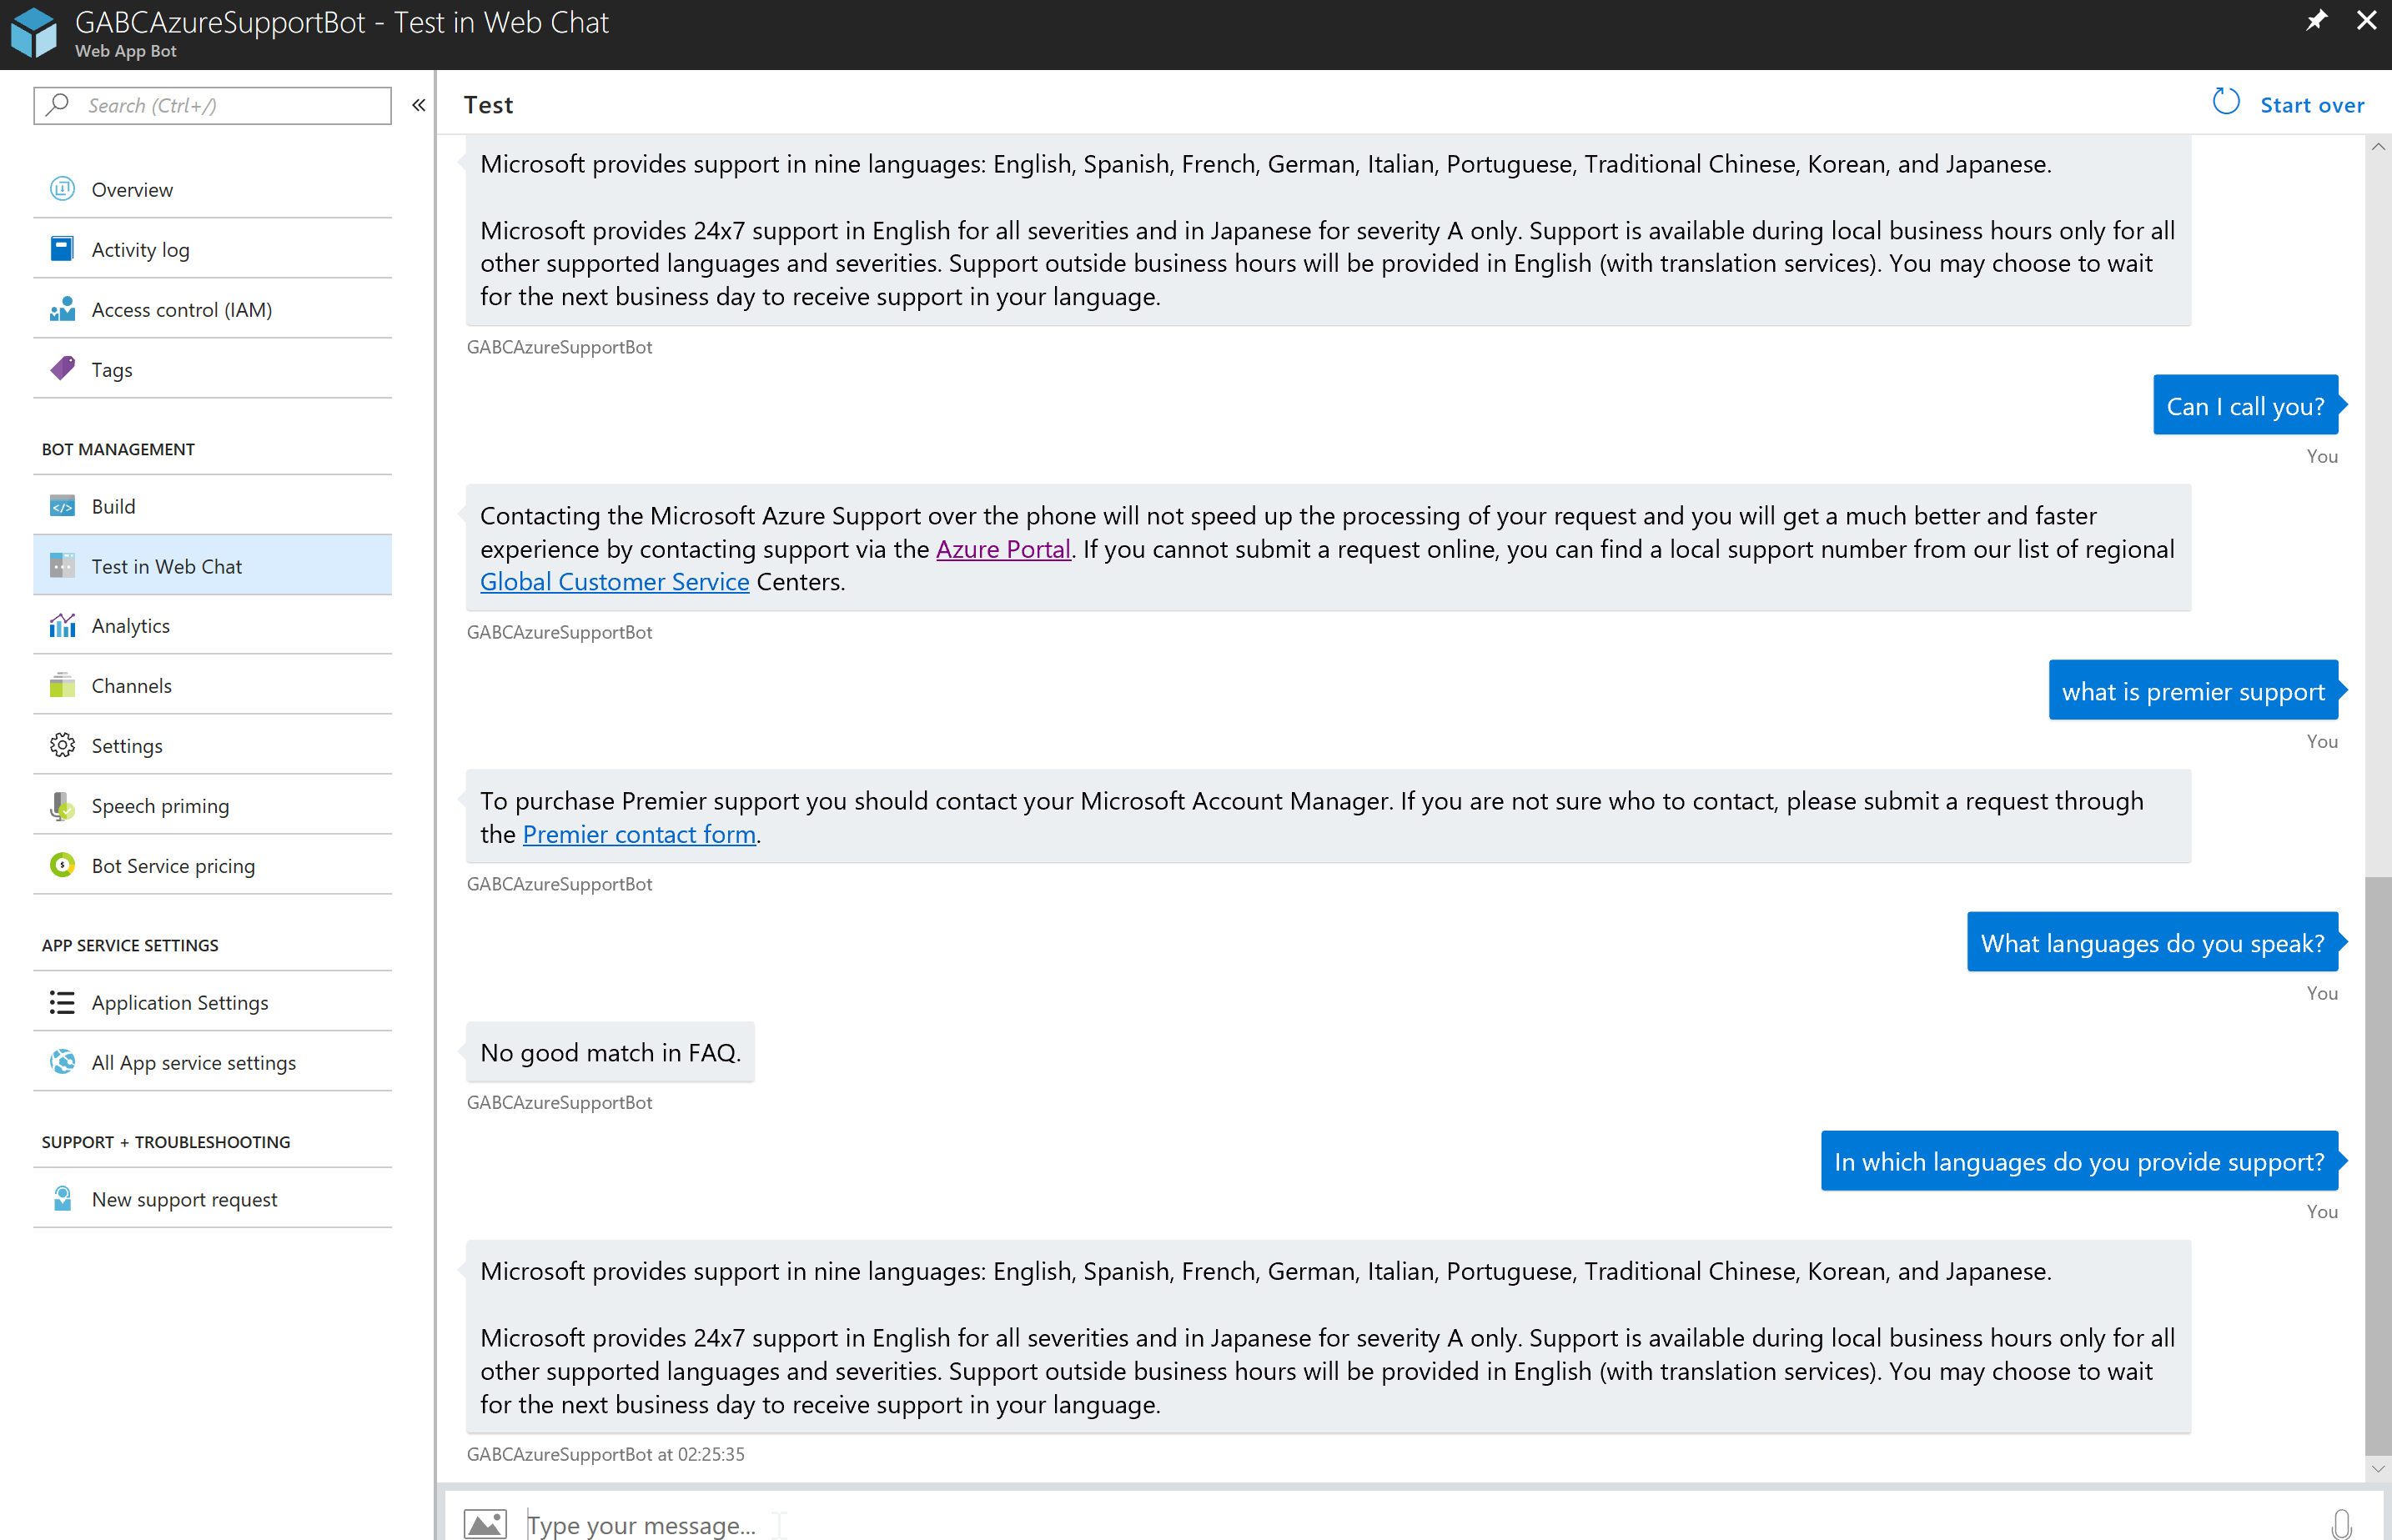 GABCAzureSupportBot - Test in Web Chat
Web App Bot
Search (Ctrl+/)
«
Overview
Activity log
Access control (IAM)
Tags
BOT MANAGEMENT
Build
Test in Web Chat
Analytics
Channels
Settings
Speech priming
Bot Service pricing
APP SERVICE SETTINGS
Application Settings
All App service settings
SUPPORT + TROUBLESHOOTING
New support request
Test
Start over
Microsoft provides support in nine languages: English, Spanish, French, German, Italian, Portuguese, Traditional Chinese, Korean, and Japanese.
Microsoft provides 24x7 support in English for all severities and in Japanese for severity A only. Support is available during local business hours only for all
other supported languages and severities. Support outside business hours will be provided in English (with translation services). You may choose to wait
for the next business day to receive support in your language.
GABCAzureSupportBot
Can I call you?
You
Contacting the Microsoft Azure Support over the phone will not speed up the processing of your request and you will get a much better and faster
experience by contacting support via the Azure Portal. If you cannot submit a request online, you can find a local support number from our list of regional
Global Customer Service Centers.
GABCAzureSupportBot
what is premier support
You
To purchase Premier support you should contact your Microsoft Account Manager. If you are not sure who to contact, please submit a request through
the Premier contact form.
GABCAzureSupportBot
What languages do you speak?
You
No good match in FAQ.
GABCAzureSupportBot
In which languages do you provide support?
You
Microsoft provides support in nine languages: English, Spanish, French, German, Italian, Portuguese, Traditional Chinese, Korean, and Japanese.
Microsoft provides 24x7 support in English for all severities and in Japanese for severity A only. Support is available during local business hours only for all
other supported languages and severities. Support outside business hours will be provided in English (with translation services). You may choose to wait
for the next business day to receive support in your language.
GABCAzureSupportBot at 02:25:35
Type your message...